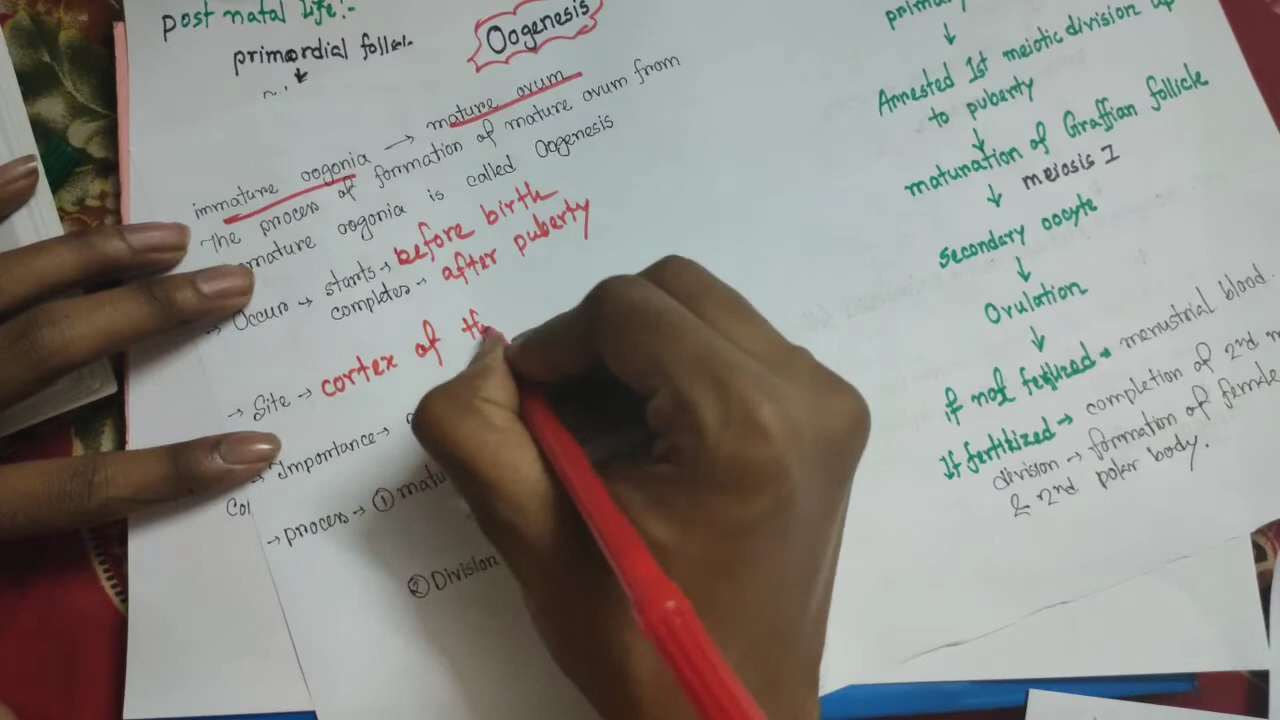 post natal life:-
primordial
Oogenesis
immature oogonia → mature ovum
The process of formation of mature ovum from
immature oogonia is called Oogenesis
→ Occur → starts → before birth
completes → after puberty
→ Site → cortex of
→ Importance →
→ process → ①
② Division
Arrested 1st meiotic division up
to puberty
↓
maturation of Graffian follicle
↓ meiosis I
secondary oocyte
↓
Ovulation
↓
if not fertilized → menustrial blood.
If fertilized → completion of 2nd
division → formation of female
& 2nd polar body.